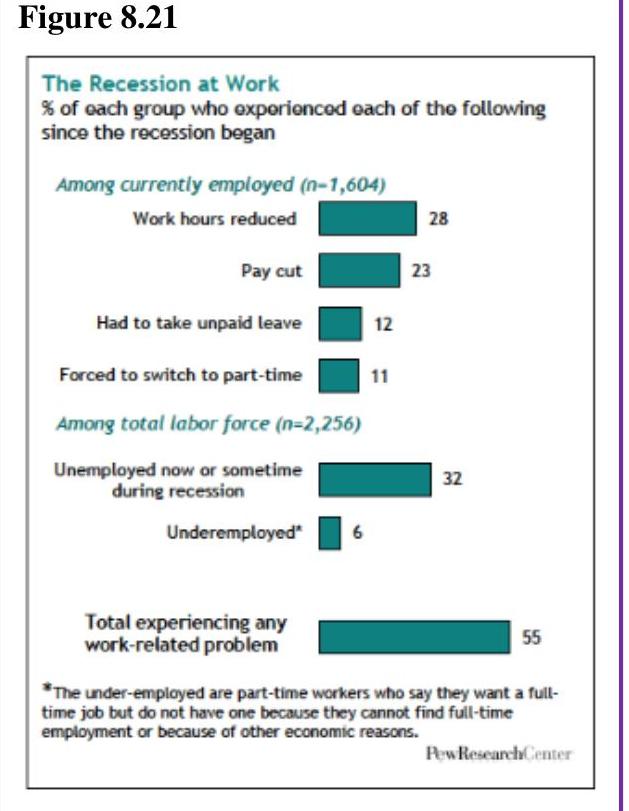 Figure 8.21
The Recession at Work
% of each group who experienced each of the following
since the recession began
Among currently employed (n=1,604)
Work hours reduced 28
Pay cut 23
Had to take unpaid leave 12
Forced to switch to part-time 11
Among total labor force (n=2,256)
Unemployed now or sometime
during recession 32
Underemployed* 6
Total experiencing any
work-related problem 55
*The under-employed are part-time workers who say they want a full-
time job but do not have one because they cannot find full-time
employment or because of other economic reasons.
PewResearchCenter